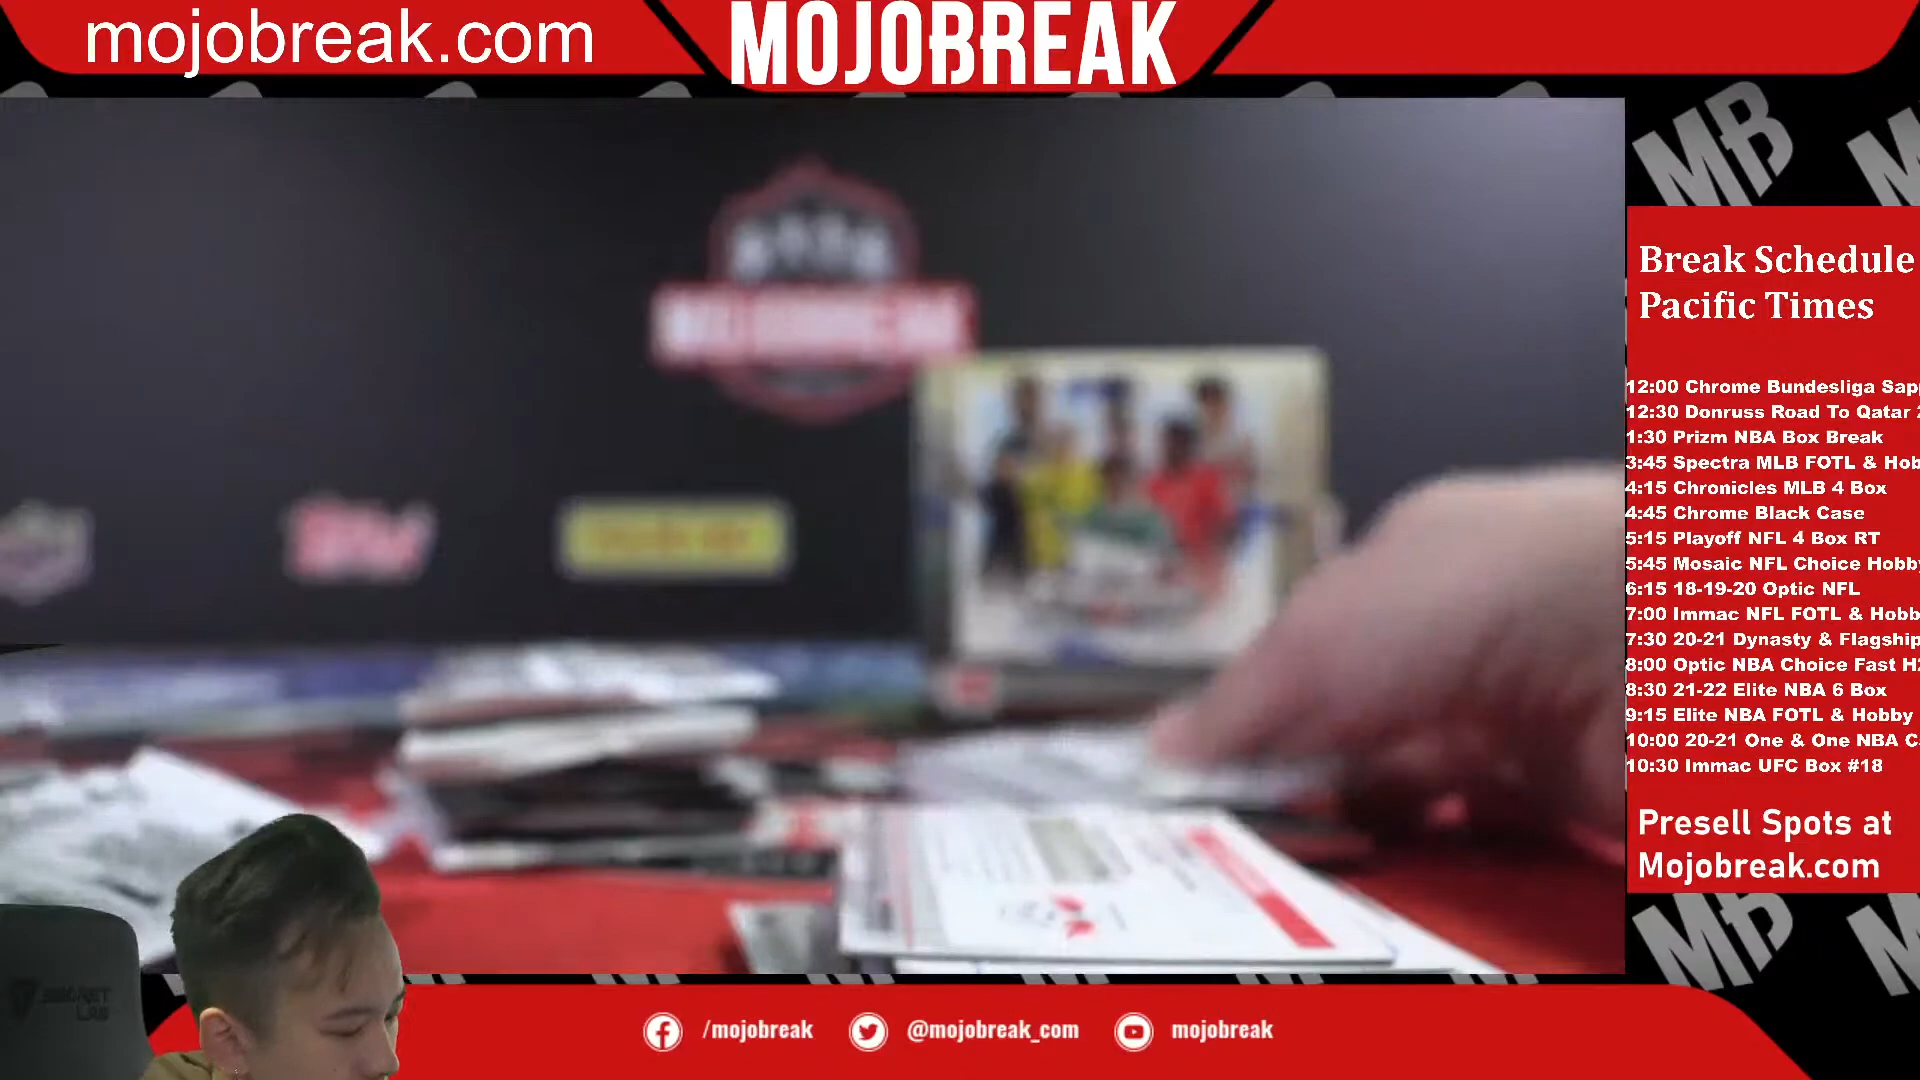 mojobreak.com
MOJOBREAK
Break Schedule
Pacific Times
12:00 Chrome Bundesliga Sapp
12:30 Donruss Road To Qatar
1:30 Prizm NBA Box Break
3:45 Spectra MLB FOTL & Hob
4:15 Chronicles MLB 4 Box
4:45 Chrome Black Case
5:15 Playoff NFL 4 Box RT
5:45 Mosaic NFL Choice Hobby
6:15 18-19-20 Optic NFL
7:00 Immac NFL FOTL & Hobb
7:30 20-21 Dynasty & Flagship
8:00 Optic NBA Choice Fast H
8:30 21-22 Elite NBA 6 Box
9:15 Elite NBA FOTL & Hobby
10:00 20-21 One & One NBA C
10:30 Immac UFC Box #18
Presell Spots at
Mojobreak.com
MB
MB
SECRET
LAB
/mojobreak @mojobreak_com mojobreak